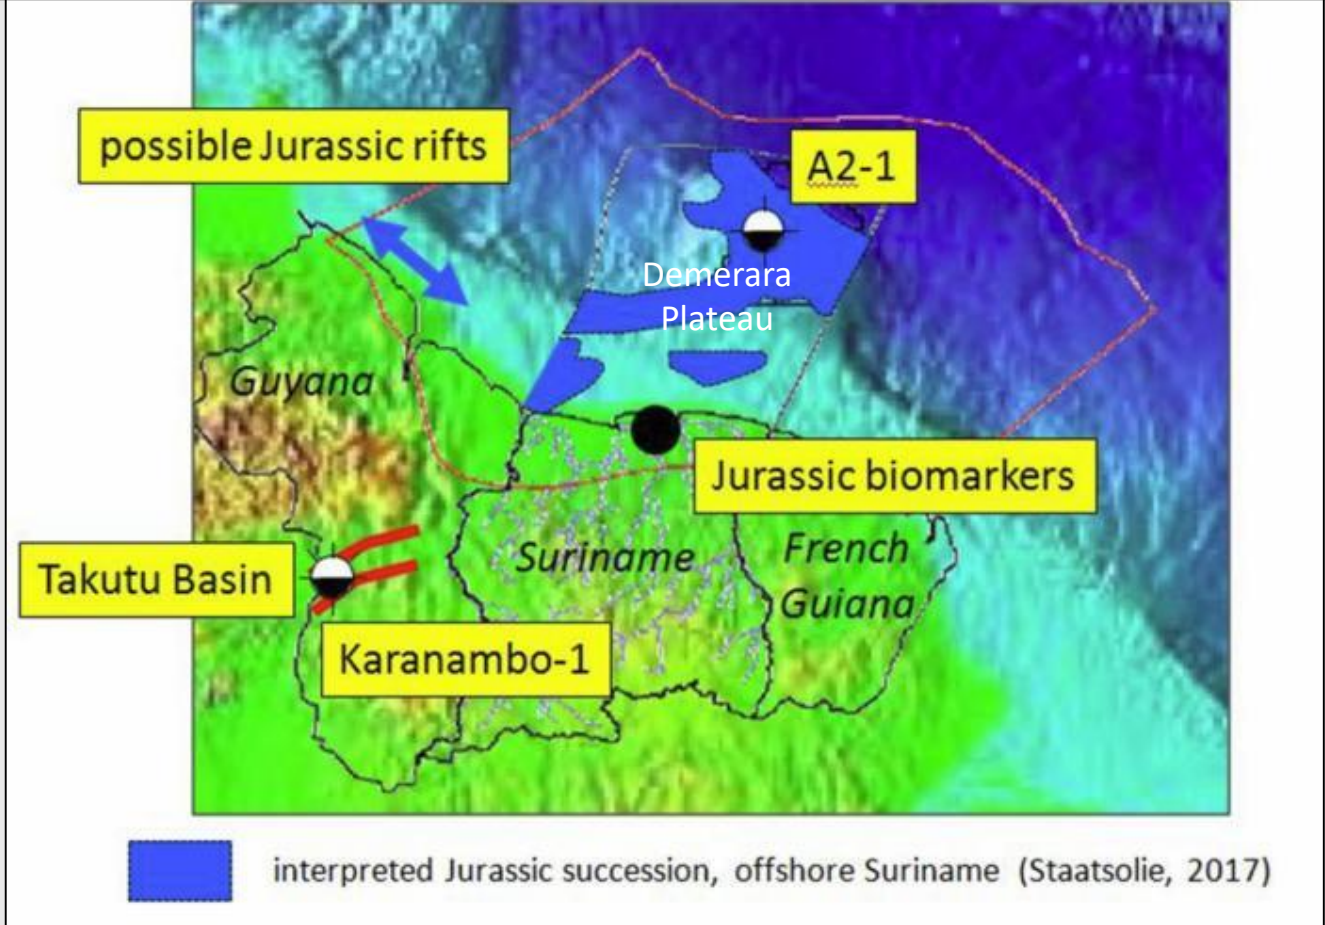 possible Jurassic rifts
A2-1
Demerara
Plateau
Guyana
Jurassic biomarkers
Takutu Basin
Suriname
French
Guiana
Karanambo-1
interpreted Jurassic succession, offshore Suriname (Staatsolie, 2017)